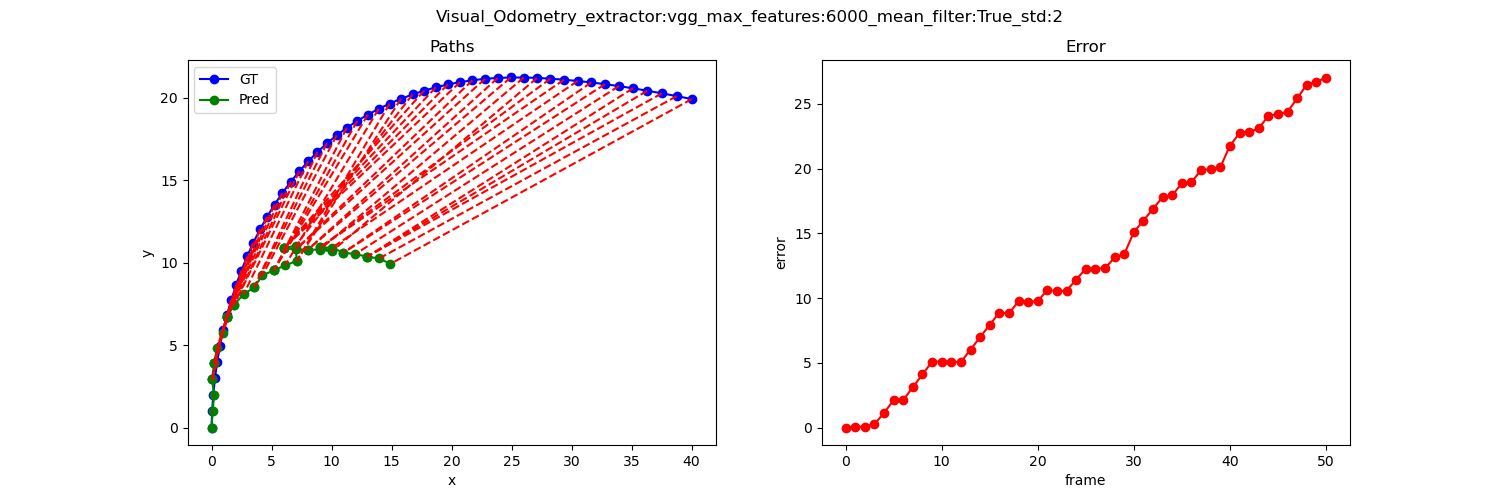 Visual_Odometry_extractor:vgg_max_features:6000_mean_filter:True_std:2
Paths
GT
Pred
20
15
10
5
0
y
0 5 10 15 20 25 30 35 40
x
Error
25
20
15
10
5
0
error
0 10 20 30 40 50
frame